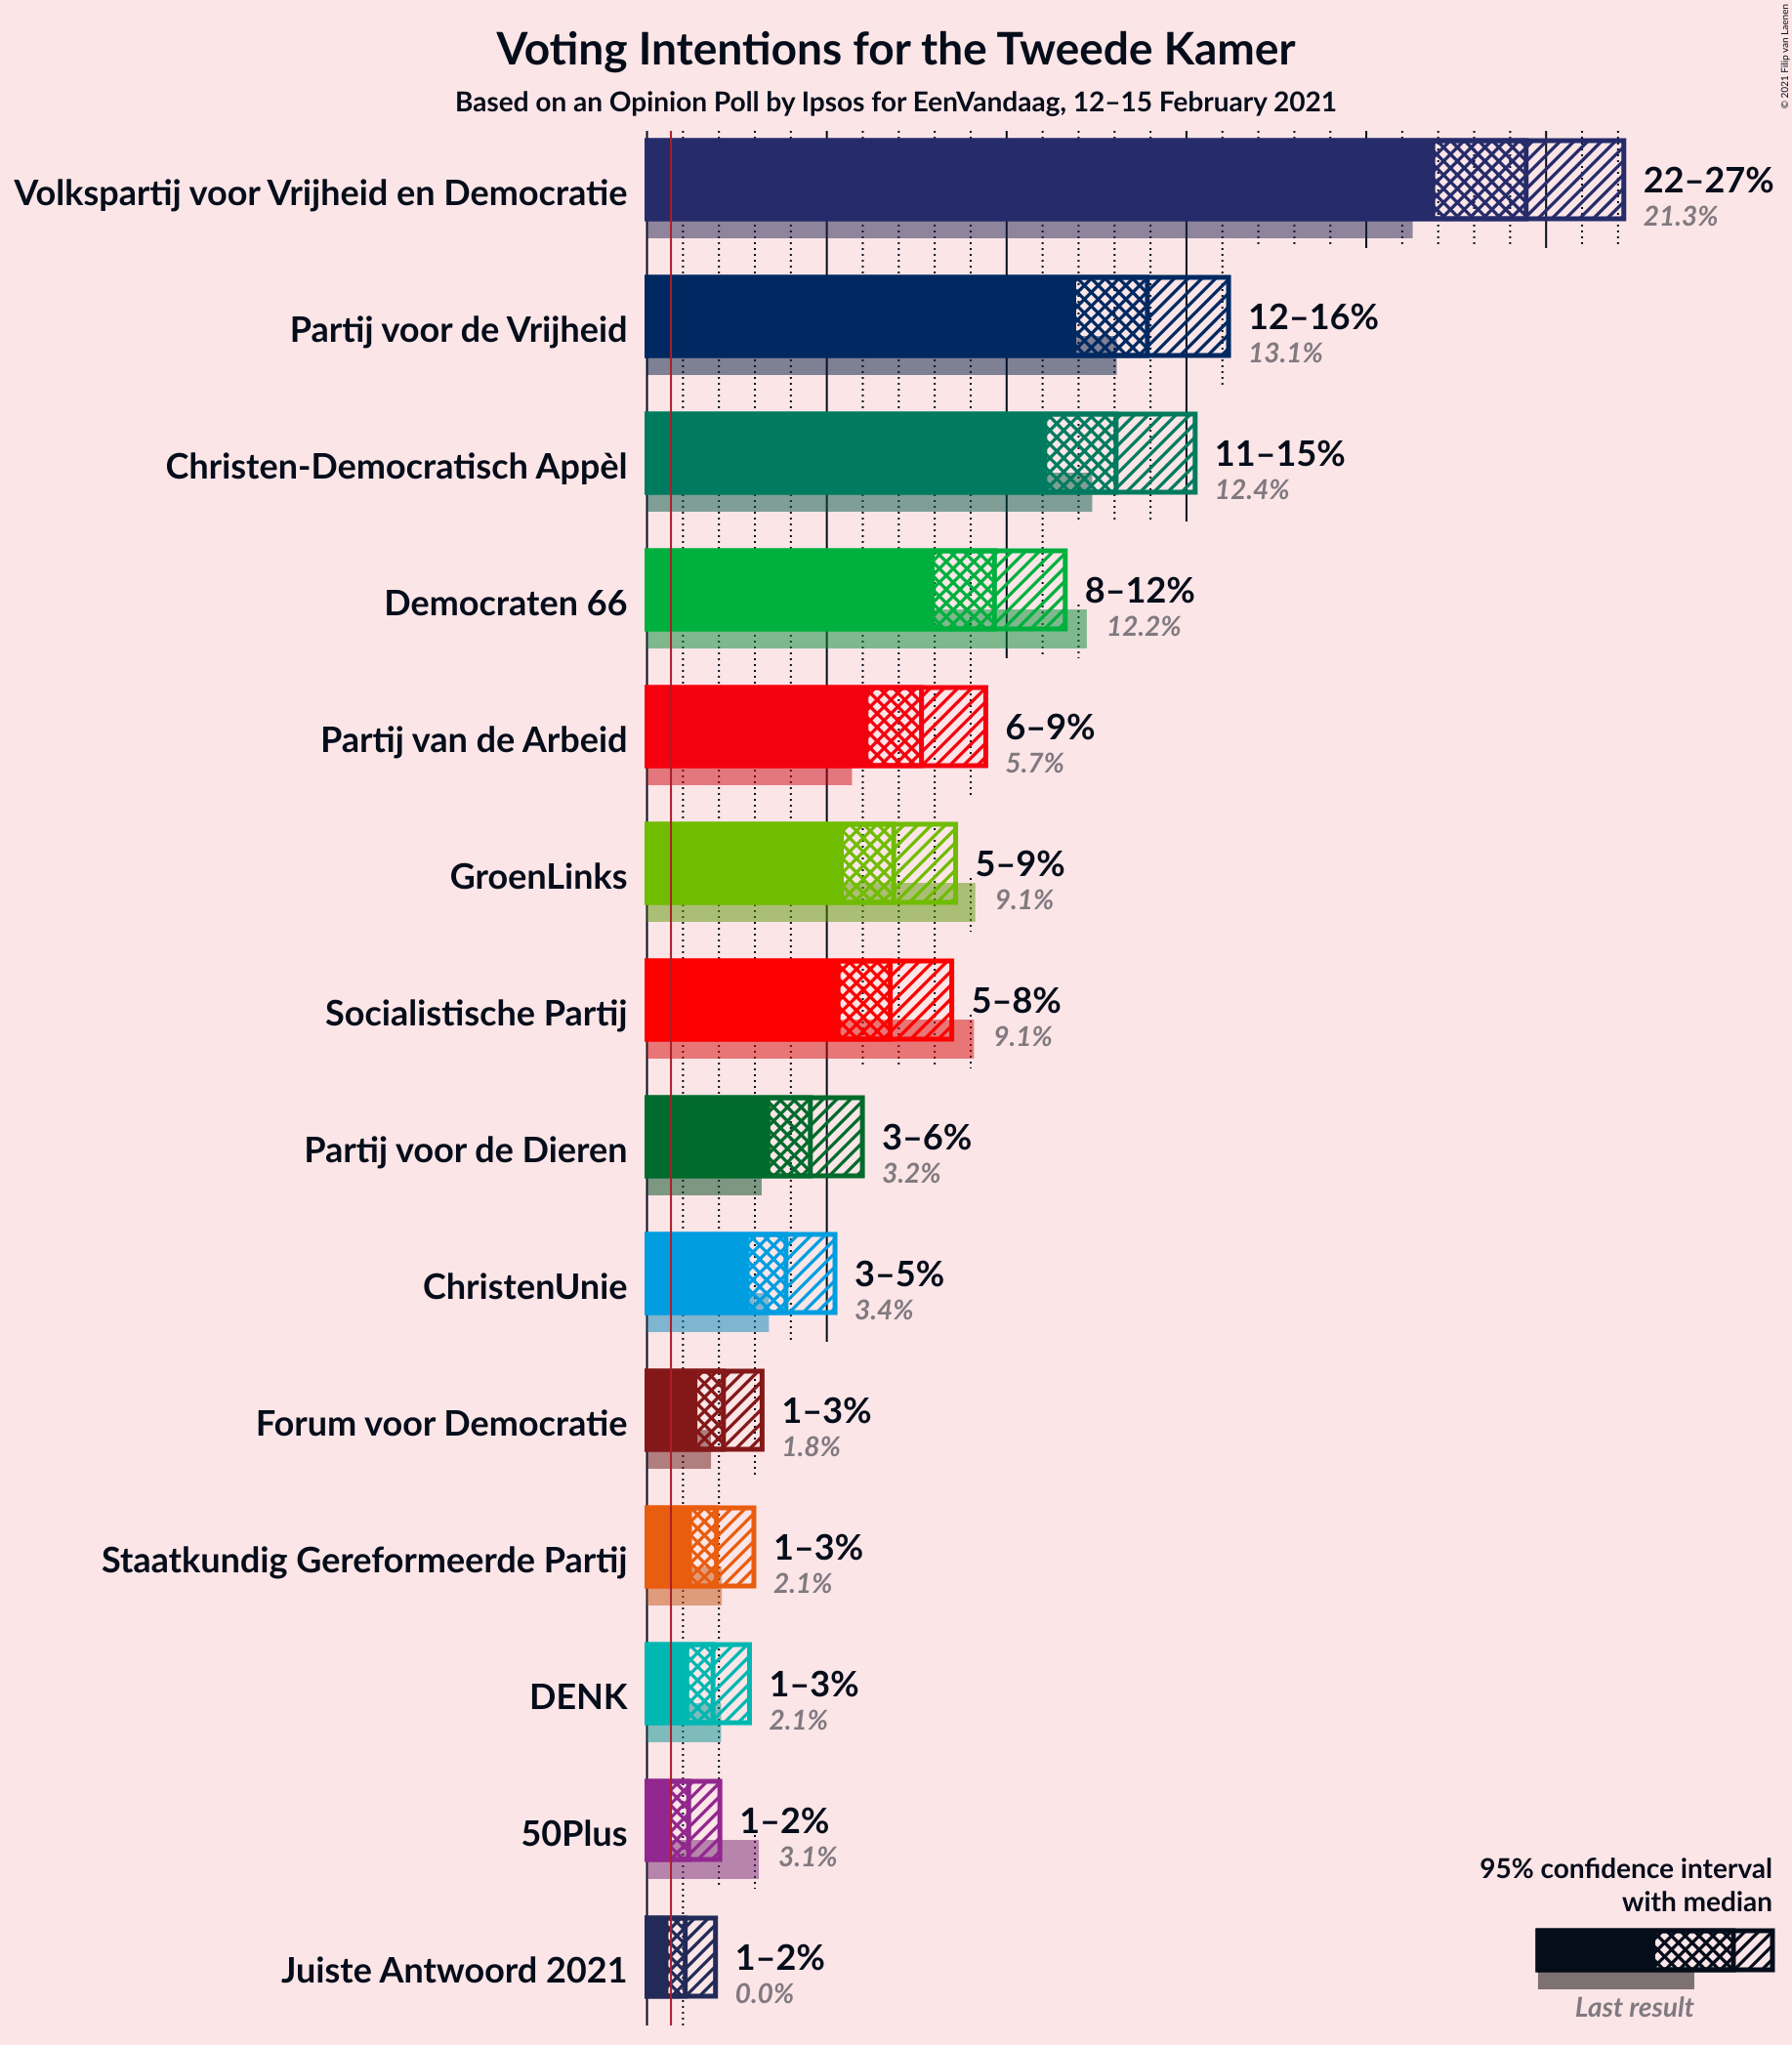 © 2021 Filip van Laenen
Voting Intentions for the Tweede Kamer
Based on an Opinion Poll by Ipsos for EenVandaag, 12–15 February 2021
Volkspartij voor Vrijheid en Democratie
22–27%
21.3%
Partij voor de Vrijheid
12–16%
13.1%
Christen-Democratisch Appèl
11–15%
12.4%
Democraten 66
8–12%
12.2%
Partij van de Arbeid
6–9%
5.7%
GroenLinks
5–9%
9.1%
Socialistische Partij
5–8%
9.1%
Partij voor de Dieren
3–6%
3.2%
ChristenUnie
3–5%
3.4%
Forum voor Democratie
1–3%
1.8%
Staatkundig Gereformeerde Partij
1–3%
2.1%
DENK
1–3%
2.1%
50Plus
1–2%
3.1%
Juiste Antwoord 2021
1–2%
0.0%
95% confidence interval
with median
Last result